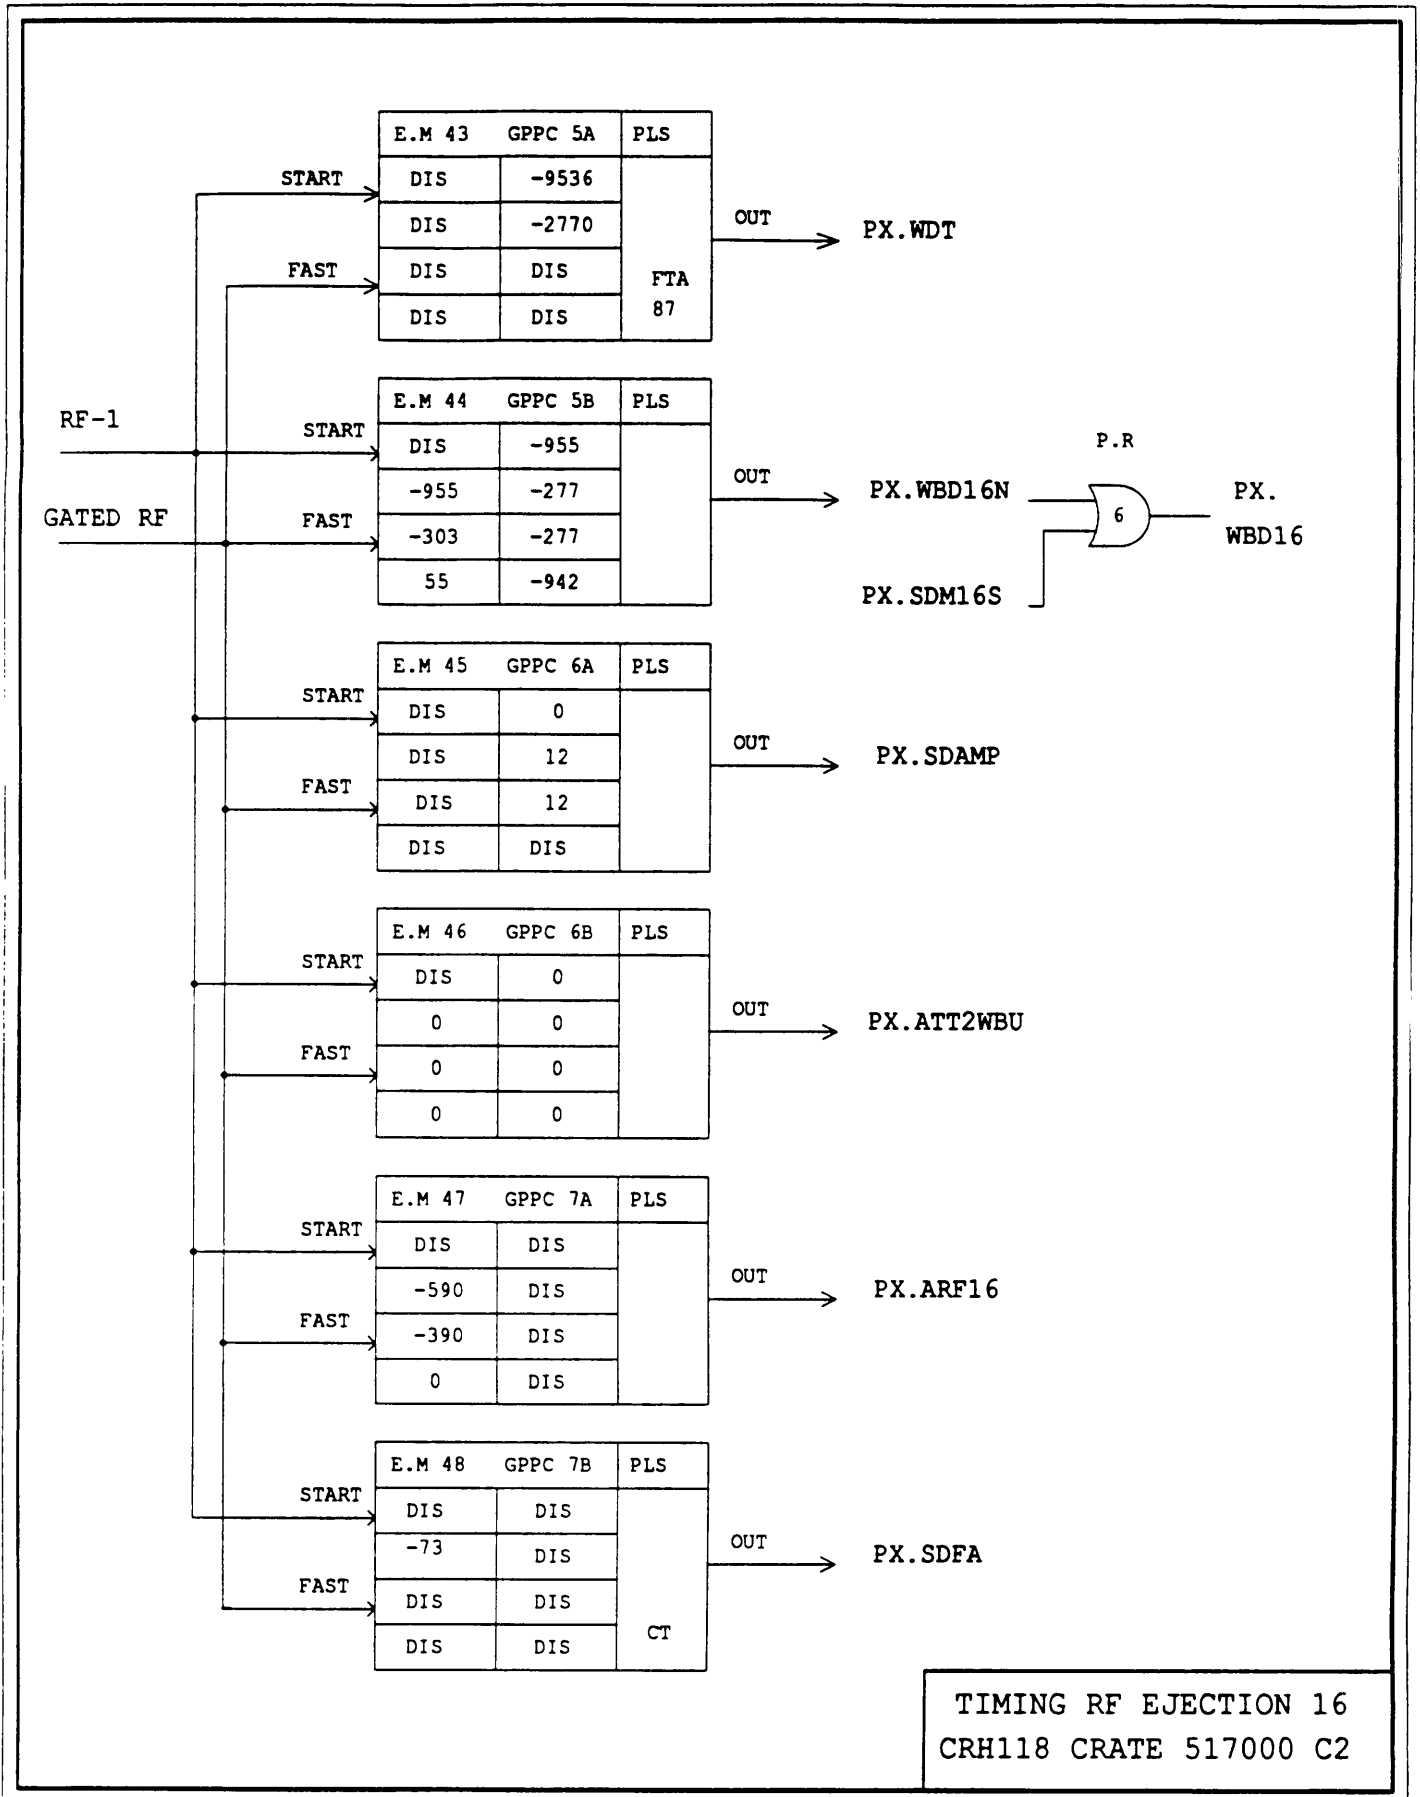 E.M 43 GPPC 5A PLS
START DIS -9536
DIS -2770
OUT PX.WDT
FAST DIS DIS FTA
DIS DIS 87
E.M 44 GPPC 5B PLS
RF-1 START DIS -955
-955 -277
OUT PX.WBD16N
GATED RF FAST -303 -277
55 -942
P.R
6
PX.
WBD16
PX.SDM16S
E.M 45 GPPC 6A PLS
START DIS 0
DIS 12
OUT PX.SDAMP
FAST DIS 12
DIS DIS
E.M 46 GPPC 6B PLS
START DIS 0
0 0
OUT PX.ATT2WBU
FAST 0 0
0 0
E.M 47 GPPC 7A PLS
START DIS DIS
-590 DIS
OUT PX.ARF16
FAST -390 DIS
0 DIS
E.M 48 GPPC 7B PLS
START DIS DIS
-73 DIS
OUT PX.SDFA
FAST DIS DIS
DIS DIS CT
TIMING RF EJECTION 16
CRH118 CRATE 517000 C2